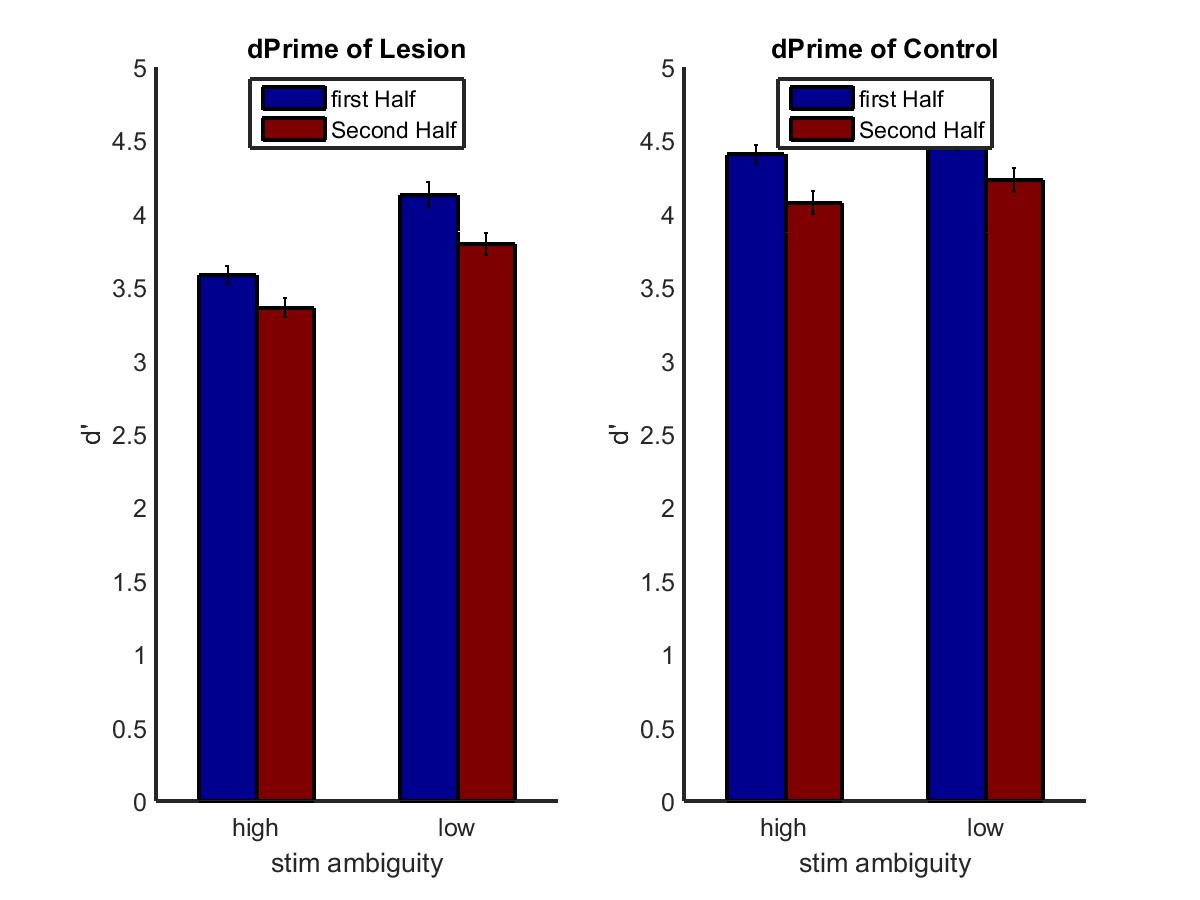 dPrime of Lesion
first Half
Second Half
5
4.5
4
3.5
3
2.5
2
1.5
1
0.5
0
d'
high low
stim ambiguity
dPrime of Control
first Half
Second Half
5
4.5
4
3.5
3
2.5
2
1.5
1
0.5
0
d'
high low
stim ambiguity